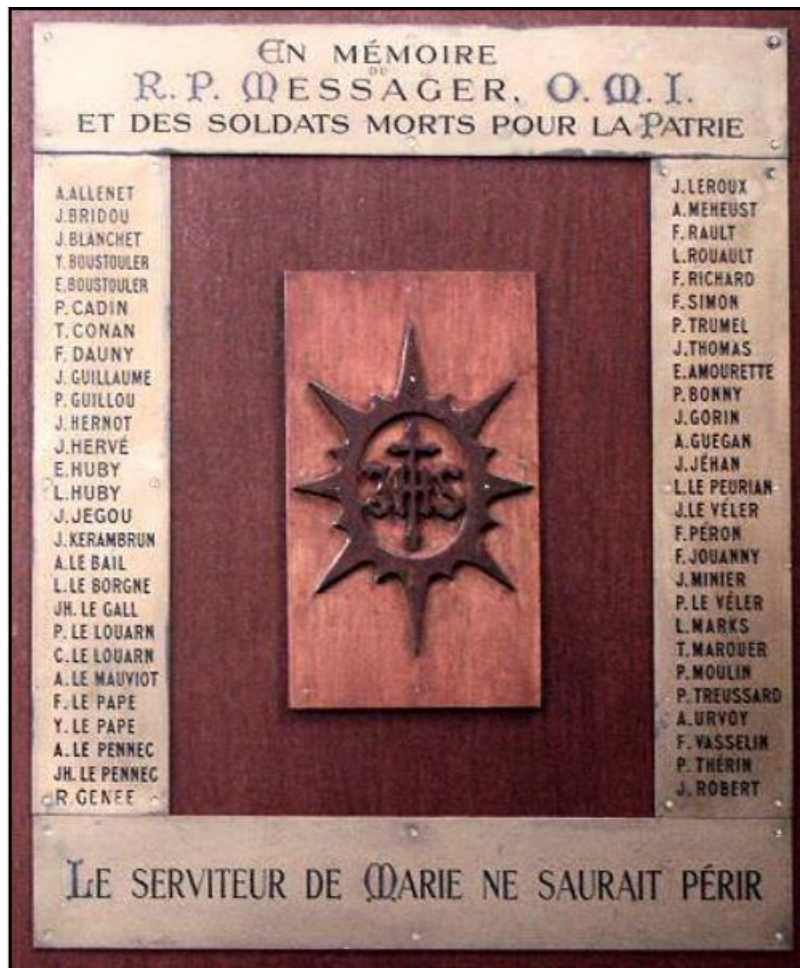 EN MÉMOIRE
DU
R.P. MESSAGER, O.M.I.
ET DES SOLDATS MORTS POUR LA PATRIE
A.ALLENET
J.BRIDOU
J.BLANCHET
Y.BOUSTOULER
E.BOUSTOULER
P.CADIN
T.CONAN
F.DAUNY
J.GUILLAUME
P.GUILLOU
J.HERNOT
J.HERVÉ
E.HUBY
L.HUBY
J.JEGOU
J.KERAMBRUN
A.LE BAIL
L.LE BORGNE
JH.LE GALL
P.LE LOUARN
C.LE LOUARN
A.LE MAUVIOT
F.LE PAPE
Y.LE PAPE
A.LE PENNEC
JH.LE PENNEC
R.GENEE
J.LEROUX
A.MEHEUST
F.RAULT
L.ROUAULT
F.RICHARD
F.SIMON
P.TRUMEL
J.THOMAS
E.AMOURETTE
P.BONNY
J.GORIN
A.GUEGAN
J.JÉHAN
L.LE PEURIAN
J.LE VÉLER
F.PÉRON
F.JOUANNY
J.MINIER
P.LE VÉLER
L.MARKS
T.MAROUER
P.MOULIN
P.TREUSSARD
A.URVOY
F.VASSELIN
P.THÉRIN
J.ROBERT
JHS
LE SERVITEUR DE MARIE NE SAURAIT PÉRIR